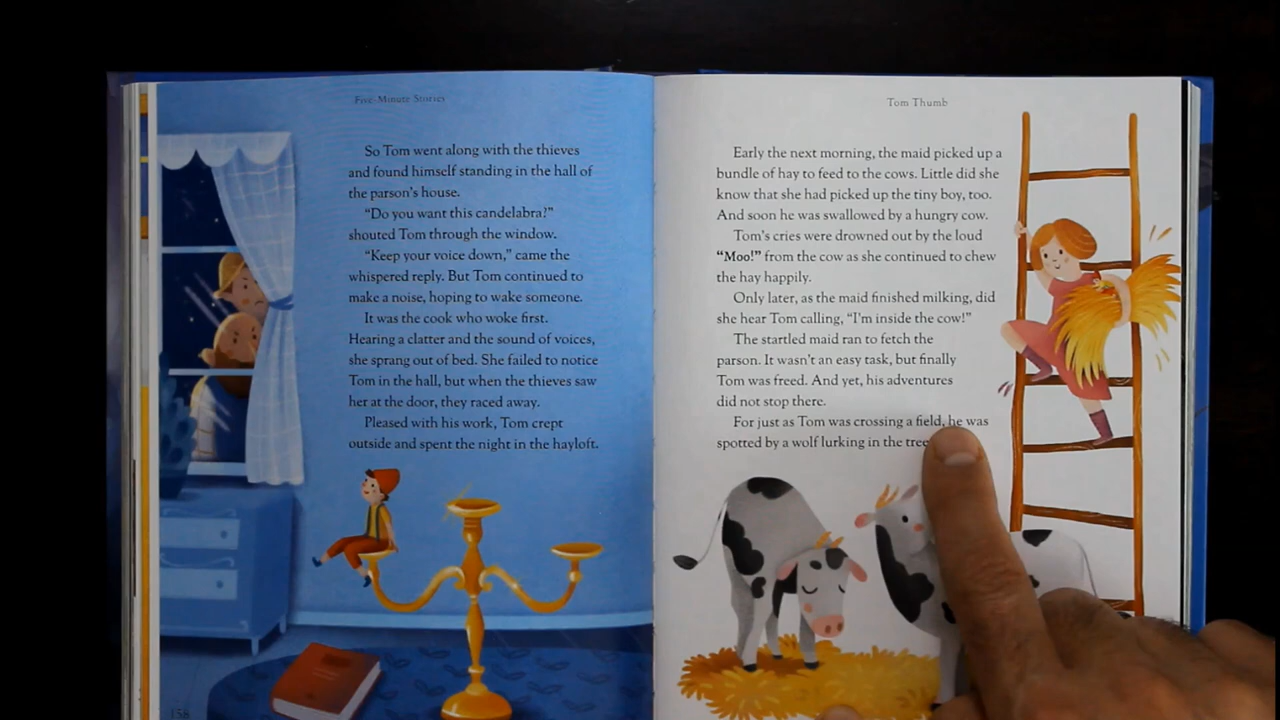 Five-Minute Stories
So Tom went along with the thieves
and found himself standing in the hall of
the parson's house.
“Do you want this candelabra?”
shouted Tom through the window.
“Keep your voice down,” came the
whispered reply. But Tom continued to
make a noise, hoping to wake someone.
It was the cook who woke first.
Hearing a clatter and the sound of voices,
she sprang out of bed. She failed to notice
Tom in the hall, but when the thieves saw
her at the door, they raced away.
Pleased with his work, Tom crept
outside and spent the night in the hayloft.
158
Tom Thumb
Early the next morning, the maid picked up a
bundle of hay to feed to the cows. Little did she
know that she had picked up the tiny boy, too.
And soon he was swallowed by a hungry cow.
Tom's cries were drowned out by the loud
“Moo!” from the cow as she continued to chew
the hay happily.
Only later, as the maid finished milking, did
she hear Tom calling, “I'm inside the cow!”
The startled maid ran to fetch the
parson. It wasn't an easy task, but finally
Tom was freed. And yet, his adventures
did not stop there.
For just as Tom was crossing a field, he was
spotted by a wolf lurking in the